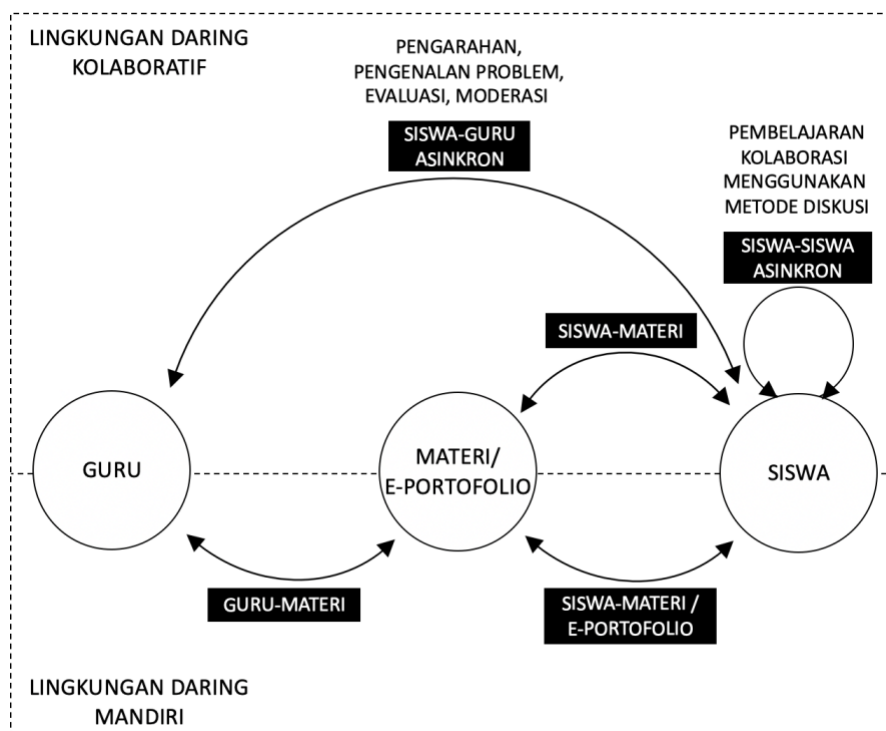 LINGKUNGAN DARING
KOLABORATIF
PENGARAHAN,
PENGENALAN PROBLEM,
EVALUASI, MODERASI
SISWA-GURU
ASINKRON
PEMBELAJARAN
KOLABORASI
MENGGUNAKAN
METODE DISKUSI
SISWA-SISWA
ASINKRON
SISWA-MATERI
GURU
MATERI/
E-PORTOFOLIO
SISWA
GURU-MATERI
SISWA-MATERI /
E-PORTOFOLIO
LINGKUNGAN DARING
MANDIRI